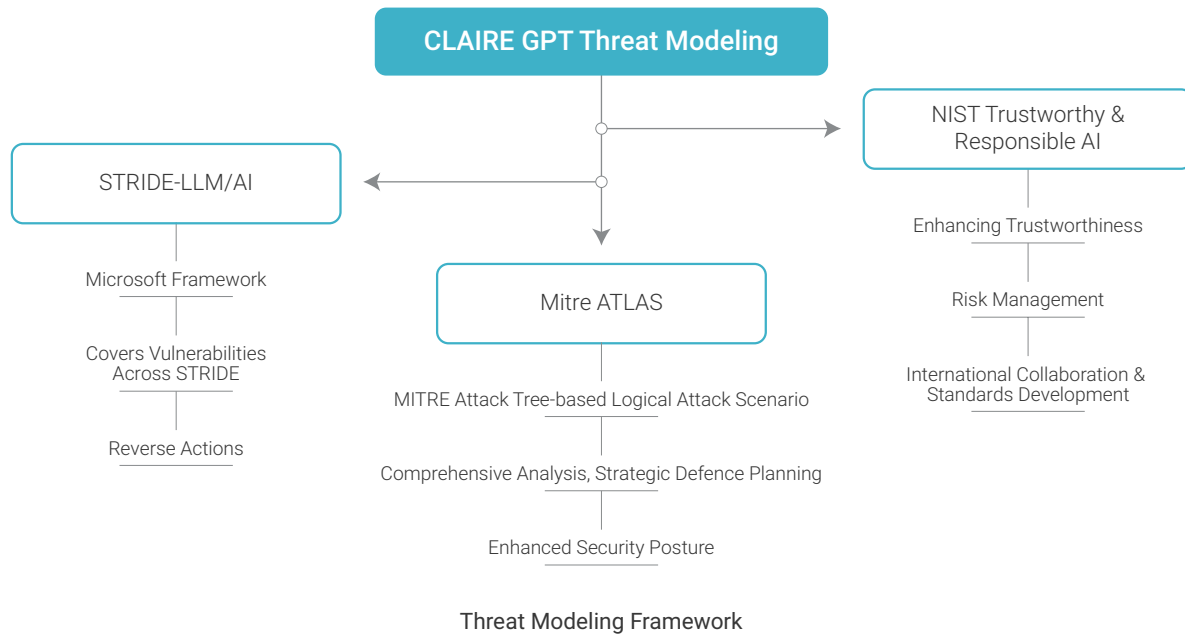 CLAIRE GPT Threat Modeling
STRIDE-LLM/AI
Microsoft Framework
Covers Vulnerabilities
Across STRIDE
Reverse Actions
Mitre ATLAS
MITRE Attack Tree-based Logical Attack Scenario
Comprehensive Analysis, Strategic Defence Planning
Enhanced Security Posture
NIST Trustworthy &
Responsible AI
Enhancing Trustworthiness
Risk Management
International Collaboration &
Standards Development
Threat Modeling Framework